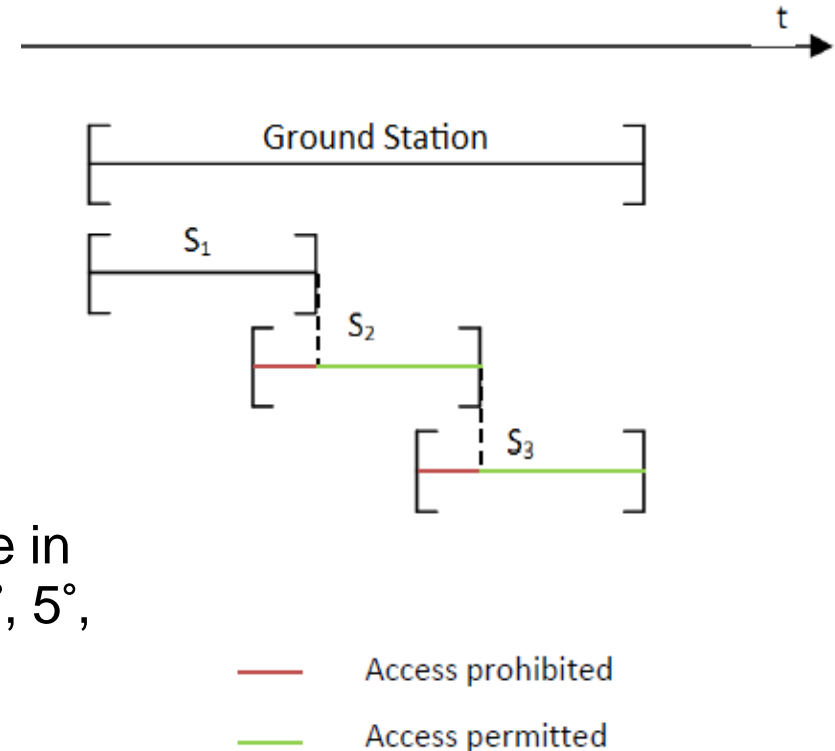 t
Ground Station
S₁
S₂
S₃
e in
°, 5°,
Access prohibited
Access permitted